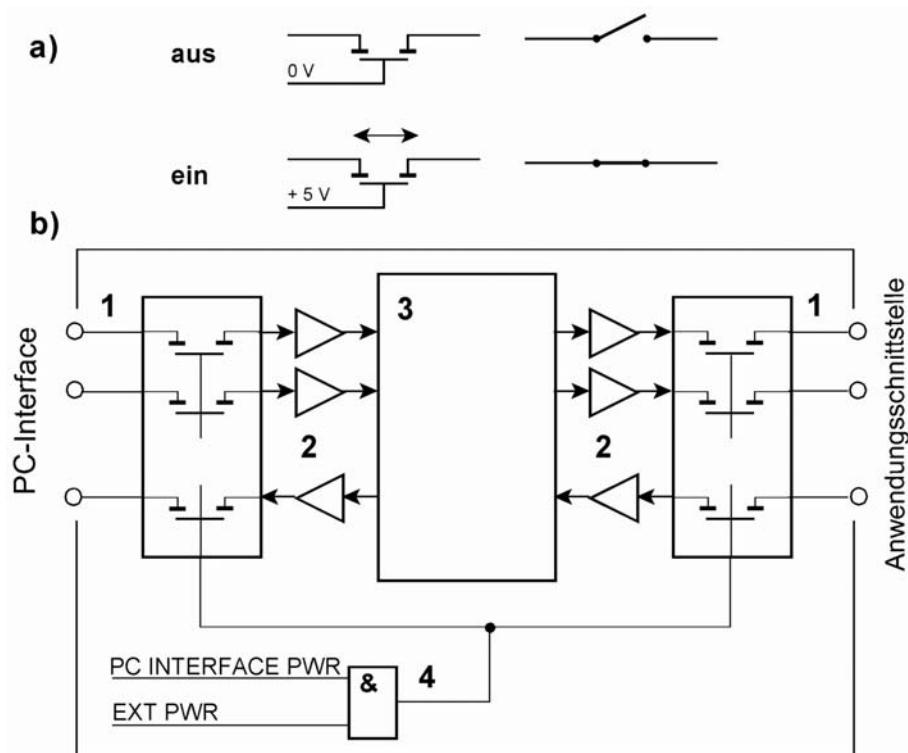 a)
aus
0 V
ein
+ 5 V
b)
1
3
1
2
2
PC-Interface
Anwendungsschnittstelle
PC INTERFACE PWR
&
4
EXT PWR